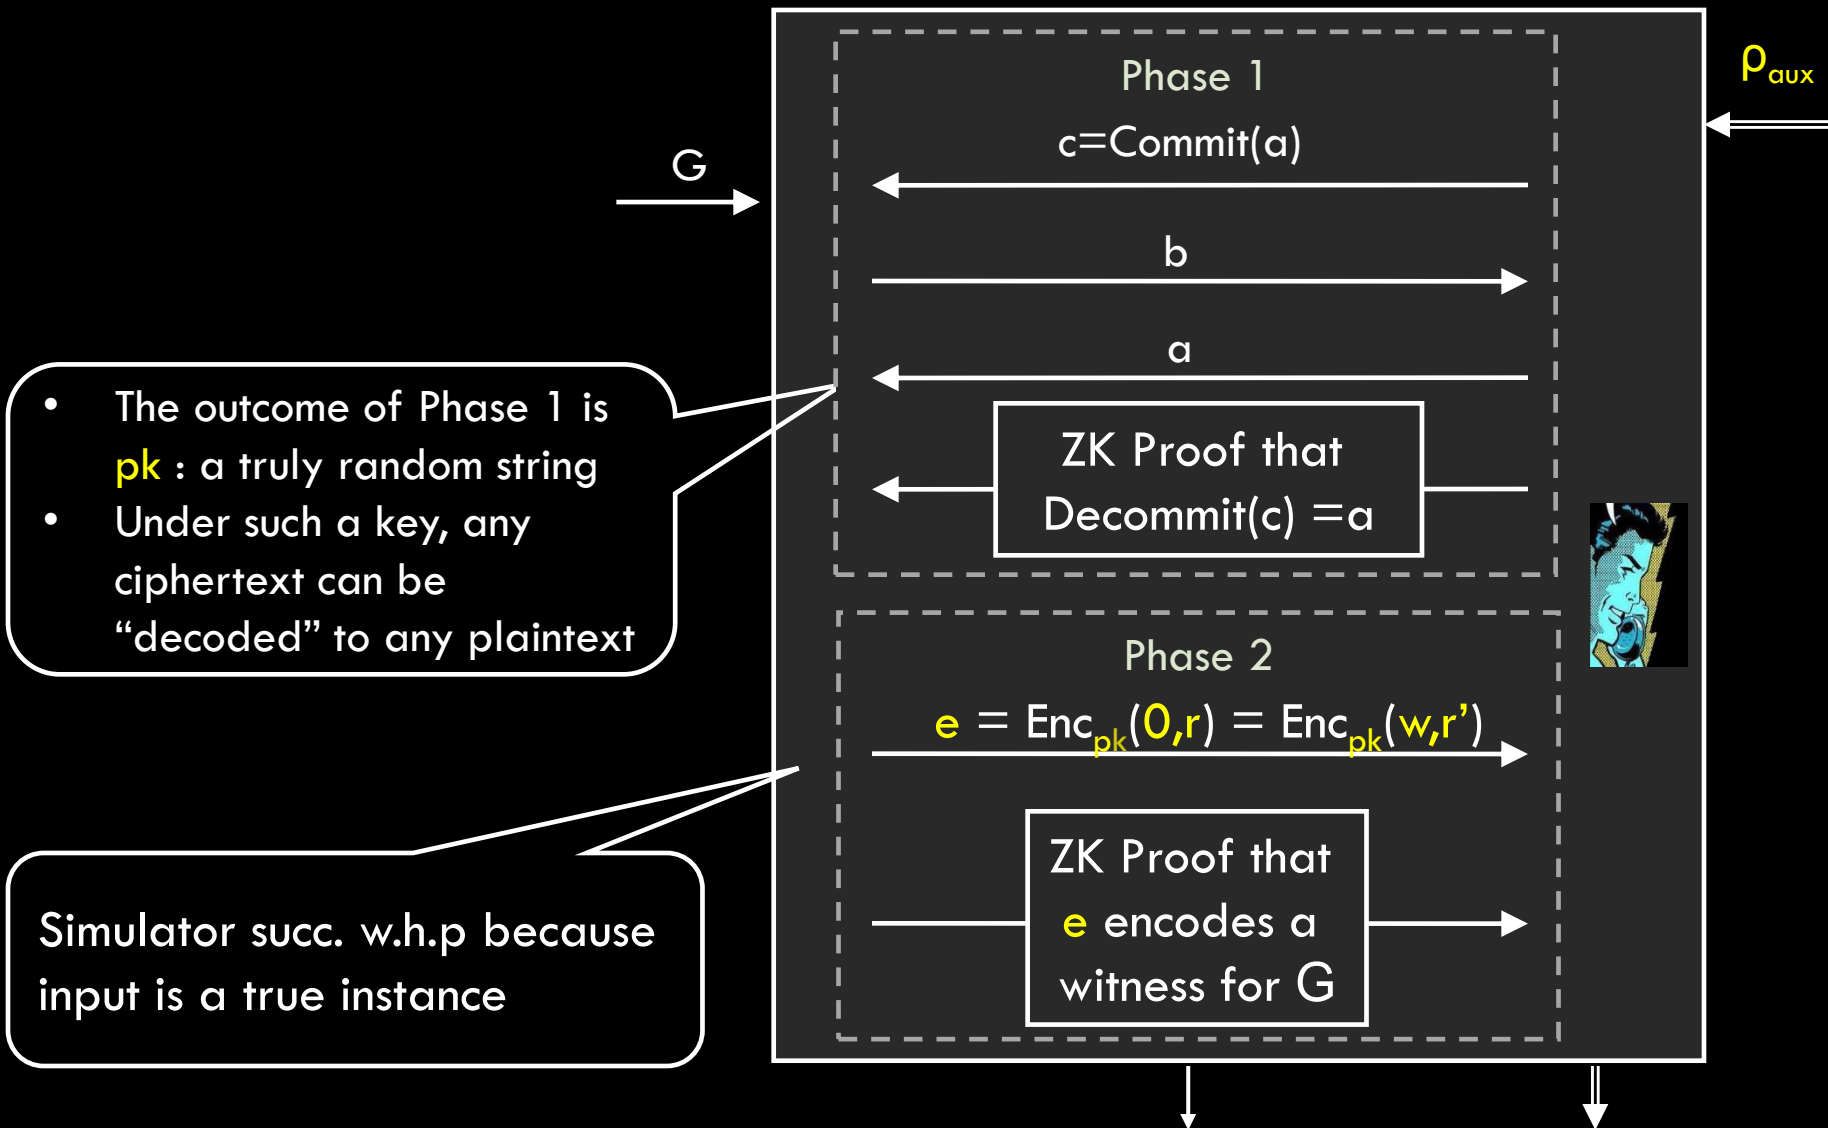 Phase 1
c=Commit(a)
b
a
ZK Proof that
Decommit(c) =a
G
ρaux
• The outcome of Phase 1 is
pk : a truly random string
• Under such a key, any
ciphertext can be
“decoded” to any plaintext
Phase 2
e = Encpk(0,r) = Encpk(w,r’)
ZK Proof that
e encodes a
witness for G
Simulator succ. w.h.p because
input is a true instance